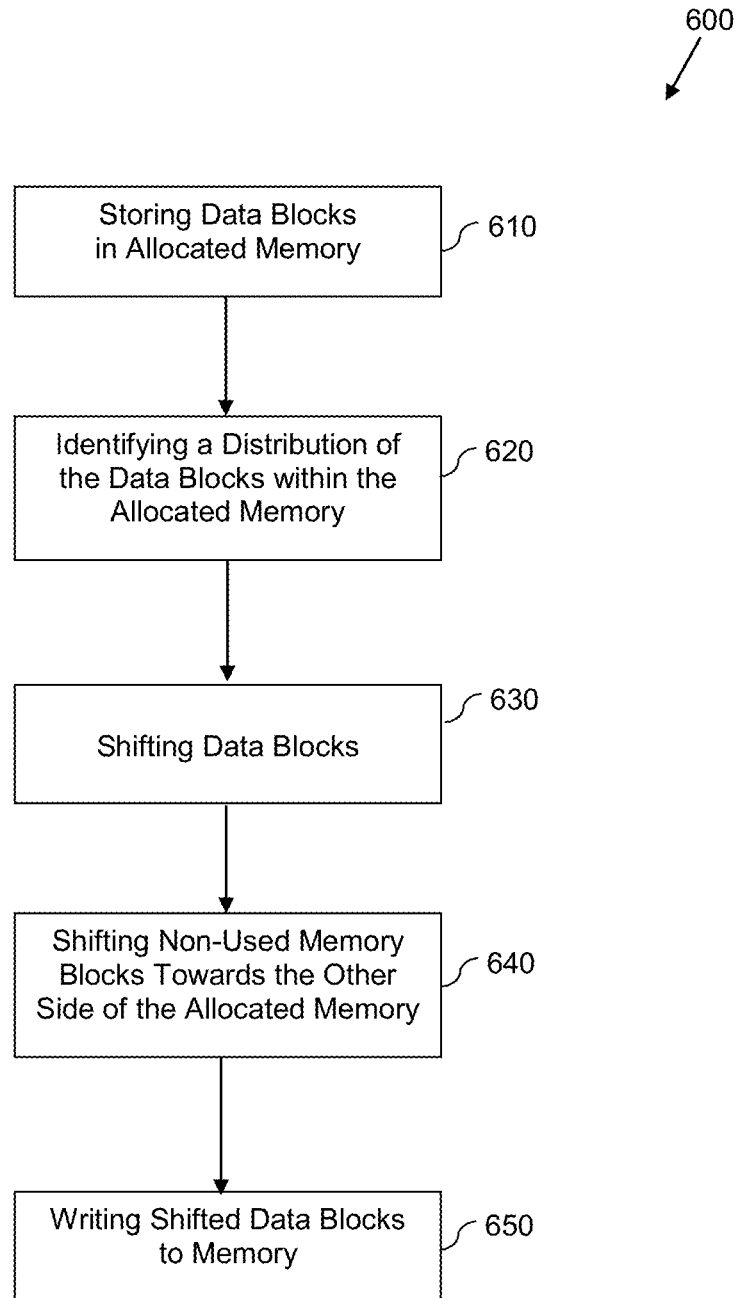 600
Storing Data Blocks
in Allocated Memory
610
Identifying a Distribution of
the Data Blocks within the
Allocated Memory
620
Shifting Data Blocks
630
Shifting Non-Used Memory
Blocks Towards the Other
Side of the Allocated Memory
640
Writing Shifted Data Blocks
to Memory
650